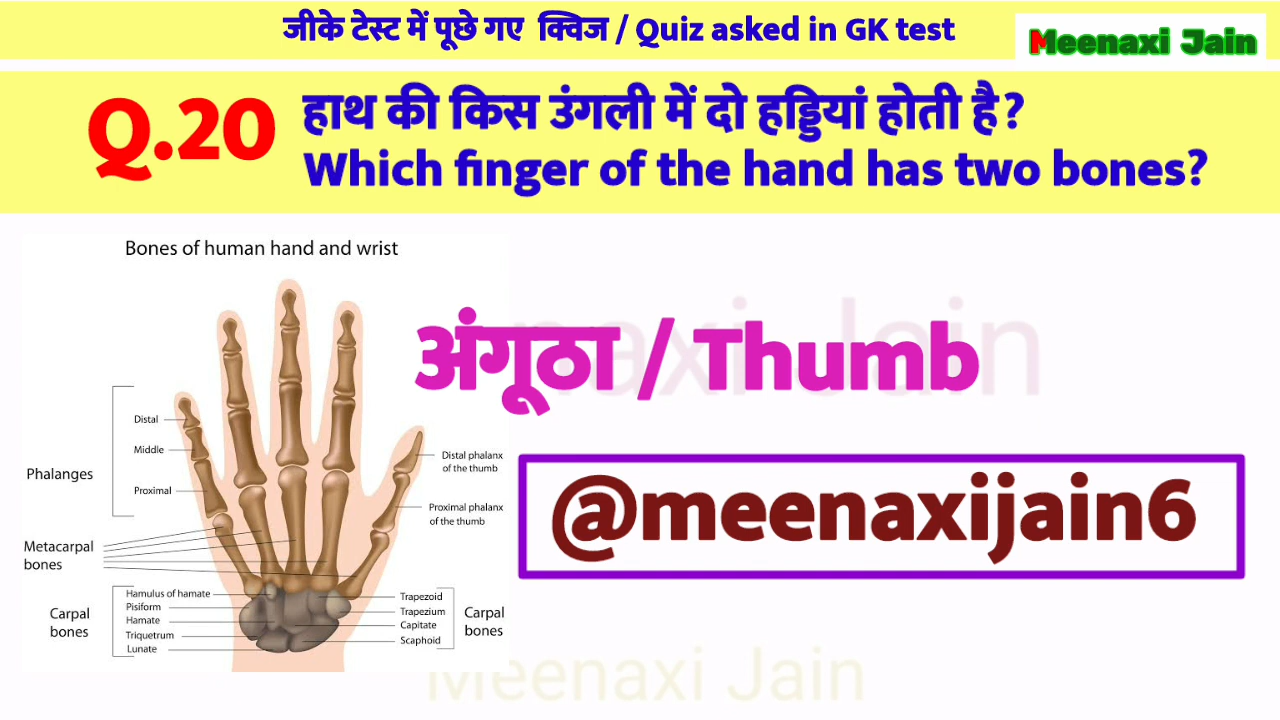 जीके टेस्ट में पूछे गए क्विज / Quiz asked in GK test
Meenaxi Jain
Q.20
हाथ की किस उंगली में दो हड्डियां होती है?
Which finger of the hand has two bones?
Bones of human hand and wrist
अंगूठा / Thumb
@meenaxijain6
Phalanges
Distal
Middle
Proximal
Distal phalanx
of the thumb
Proximal phalanx
of the thumb
Metacarpal
bones
Carpal
bones
Hamulus of hamate
Pisiform
Hamate
Triquetrum
Lunate
Trapezoid
Trapezium
Capitate
Scaphoid
Carpal
bones
naxi Jain
Meenaxi Jain